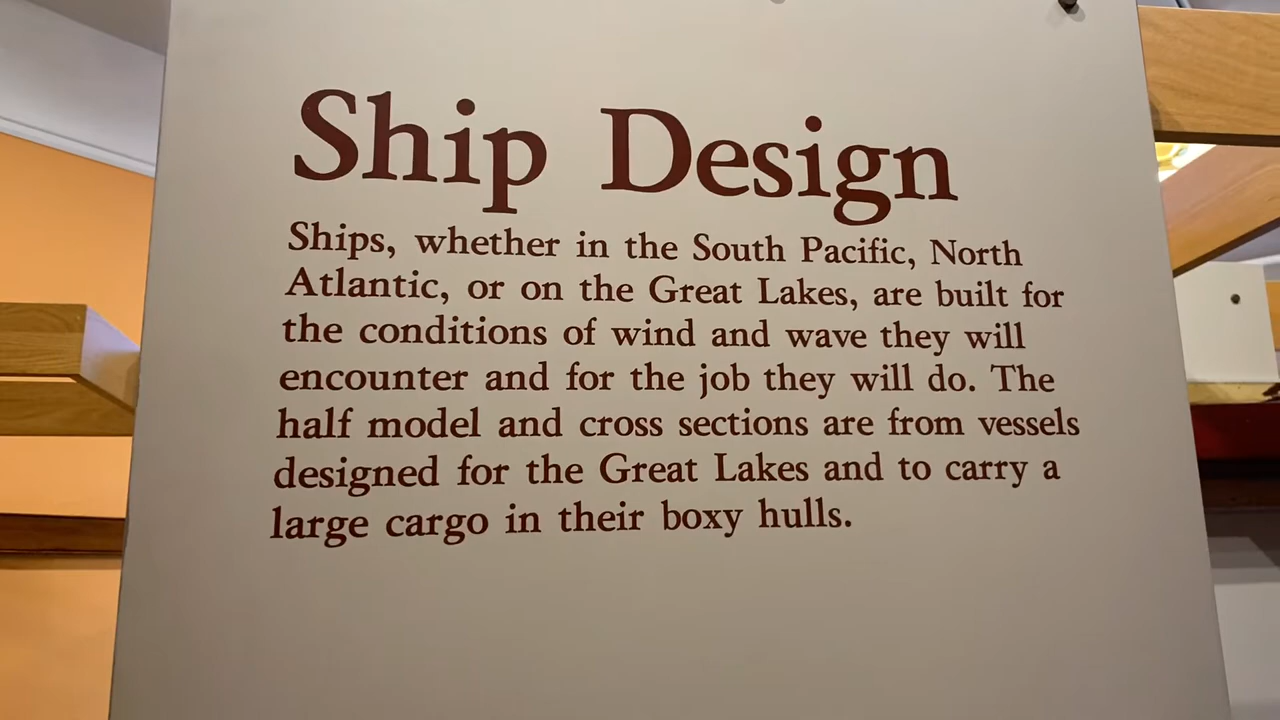 Ship Design
Ships, whether in the South Pacific, North
Atlantic, or on the Great Lakes, are built for
the conditions of wind and wave they will
encounter and for the job they will do. The
half model and cross sections are from vessels
designed for the Great Lakes and to carry a
large cargo in their boxy hulls.